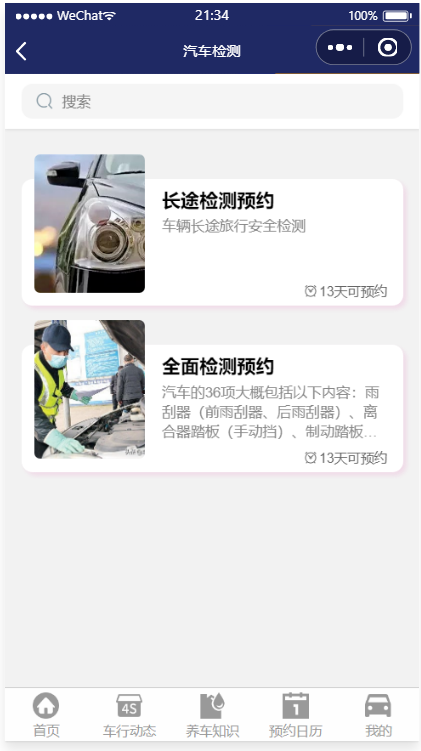 WeChat 21:34 100%
汽车检测
搜索
长途检测预约
车辆长途旅行安全检测
13天可预约
全面检测预约
汽车的36项大概包括以下内容：雨
刮器（前雨刮器、后雨刮器）、离
合器踏板（手动挡）、制动踏板...
13天可预约
4S 1
首页 车行动态 养车知识 预约日历 我的